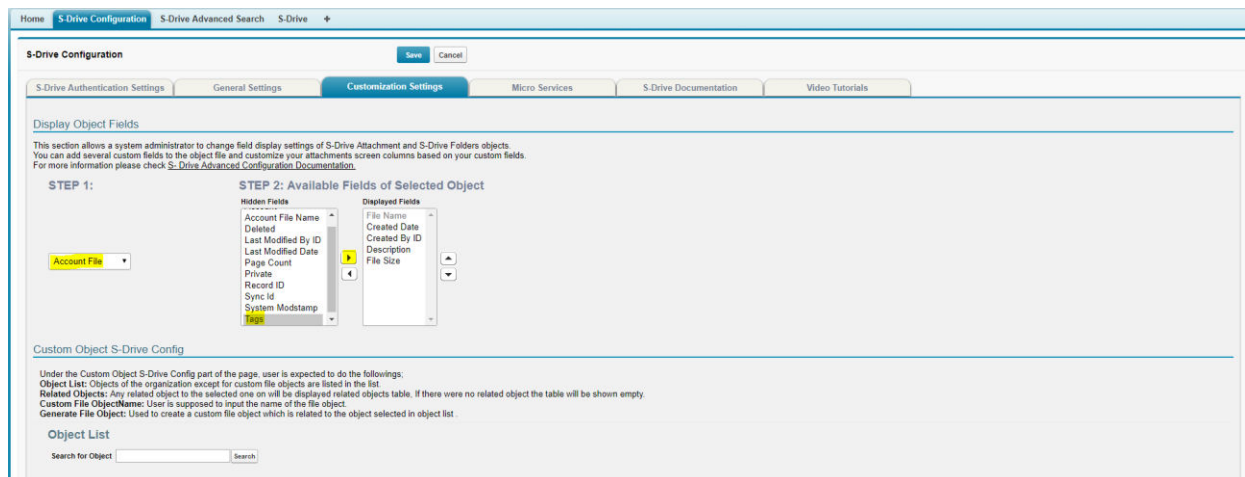 Home S-Drive Configuration S-Drive Advanced Search S-Drive +
S-Drive Configuration Save Cancel
S-Drive Authentication Settings General Settings Customization Settings Micro Services S-Drive Documentation Video Tutorials
Display Object Fields
This section allows a system administrator to change field display settings of S-Drive Attachment and S-Drive Folders objects.
You can add several custom fields to the object file and customize your attachments screen columns based on your custom fields.
For more information please check S- Drive Advanced Configuration Documentation.
STEP 1: STEP 2: Available Fields of Selected Object
Hidden Fields Displayed Fields
Account File Name File Name
Deleted Created Date
Last Modified By ID Created By ID
Last Modified Date Description
Account File Page Count File Size
Private
Record ID
Sync Id
System Modstamp
Tags
Custom Object S-Drive Config
Under the Custom Object S-Drive Config part of the page, user is expected to do the followings;
Object List: Objects of the organization except for custom file objects are listed in the list.
Related Objects: Any related object to the selected one on will be displayed related objects table, If there were no related object the table will be shown empty.
Custom File ObjectName: User is supposed to input the name of the file object.
Generate File Object: Used to create a custom file object which is related to the object selected in object list .
Object List
Search for Object Search